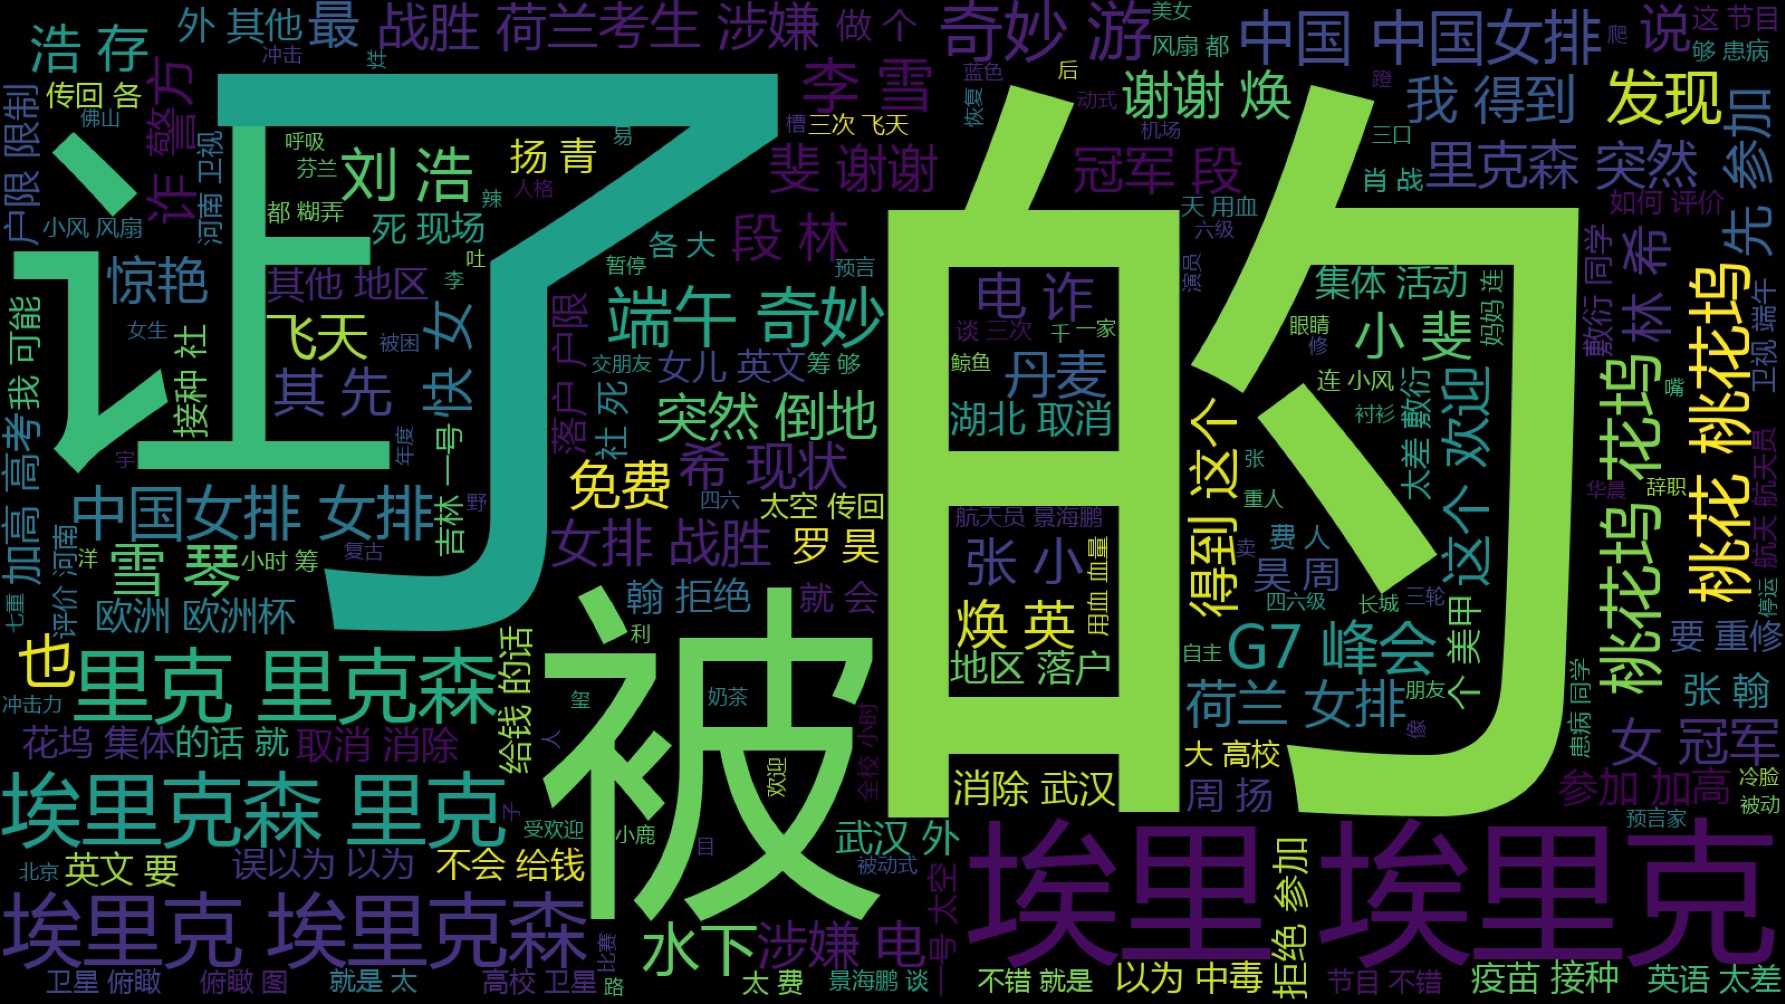 浩 存
外 其他
最
战胜 荷兰考生 涉嫌
做 个
奇妙 游
美女
风扇 都
中国 中国女排
爬
说
这 节目
够 患病
传回 各
佛山
冲击
李 雪
蓝色
后
动式
恢复
谢谢 焕
蹬
我 得到
发现
户限 限制
诈 警方
让
了
的
被
河南 卫视
呼吸
芬兰
刘 浩
辣
扬 青
人格
易
槽
三次 飞天
斐 谢谢
机场
冠军 段
三口
肖 战
里克森 突然
先 参加
小风 风扇
都 糊弄
死 现场
吐
各 大
段 林
天 用血
六级
如何 评价
惊艳
其他 地区
李
暂停
预言
演员
电 诈
集体 活动
妈妈 连
敷衍 同学
林 希
桃花 桃花坞
卫视 端午
女生
飞天
被困
快 女
落户 户限
端午 奇妙
谈 三次
千
一家
眼睛
修
小 斐
我 可能
接种 社
其 先
交朋友
女儿 英文
筹 够
鲸鱼
丹麦
连 小风
桃花坞 花坞
嘴
社 死
突然 倒地
湖北 取消
衬衫
太差 敷衍
这个 欢迎
加高 高考
宇
年度
吉林 一号
希 现状
得到 这个
张
重人
航天 航天员
中国女排 女排
野
免费
四六
太空 传回
航天员 景海鹏
华晨
辞职
洋
雪 琴
小时 筹
复古
女排 战胜
罗 昊
张 小
用血 血量
卖
费 人
昊 周
评价 河南
七重
欧洲 欧洲杯
翰 拒绝
就 会
焕 英
四六级
长城
三轮
停运
也
里克 里克森
给钱 的话
利
地区 落户
自主
G7 峰会
个 美甲
桃花坞
要 重修
冲击力
玺
奶茶
荷兰 女排
朋友
张 翰
花坞 集体
的话 就
取消 消除
人
全校 小时
大 高校
像
患病 同学
女 冠军
埃里克森 里克
子
欢迎
消除 武汉
周 扬
参加 加高
冷脸
被动
受欢迎
小鹿
目
武汉 外
预言家
北京
英文 要
误以为 以为
不会 给钱
被动式
埃里 埃里克
拒绝 参加
埃里克 埃里克森
比赛
水下
涉嫌 电
一号 太空
卫星 俯瞰
俯瞰 图
就是 太
高校 卫星
路
太 费
景海鹏 谈
不错 就是
以为 中毒
节目 不错
疫苗 接种
英语 太差